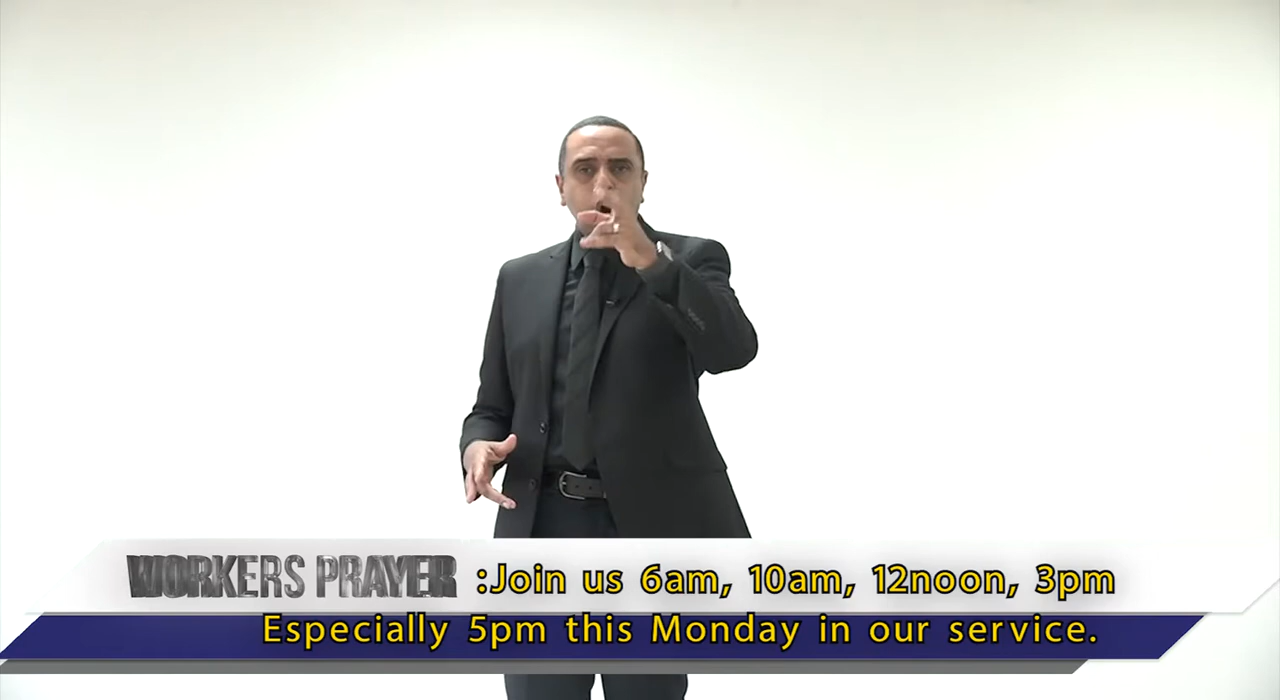 WORKERS PRAYER :Join us 6am, 10am, 12noon, 3pm
Especially 5pm this Monday in our service.